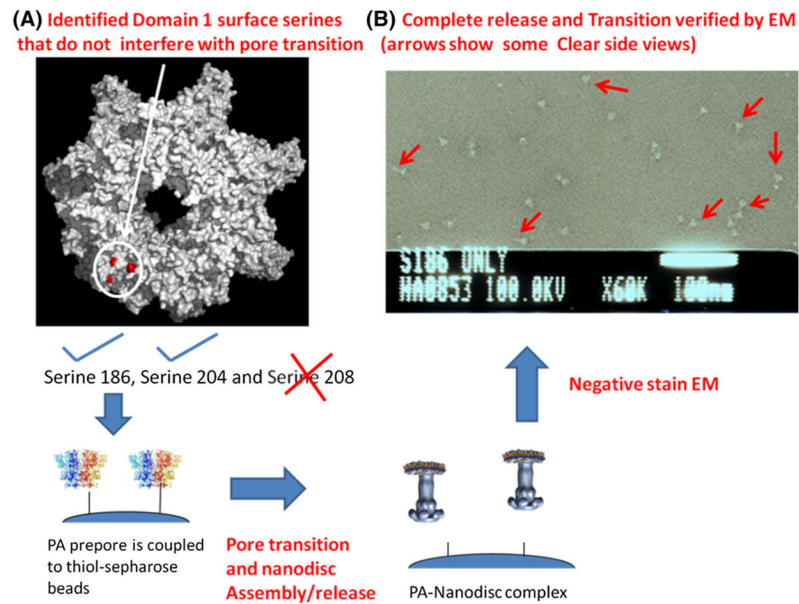 (A) Identified Domain 1 surface serines
that do not interfere with pore transition
(B) Complete release and Transition verified by EM
(arrows show some Clear side views)
S186 ONLY
HA0853 100.0KV X60K 100nm
Serine 186, Serine 204 and Serine 208
Negative stain EM
PA prepore is coupled
to thiol-sepharose
beads
Pore transition
and nanodisc
Assembly/release
PA-Nanodisc complex